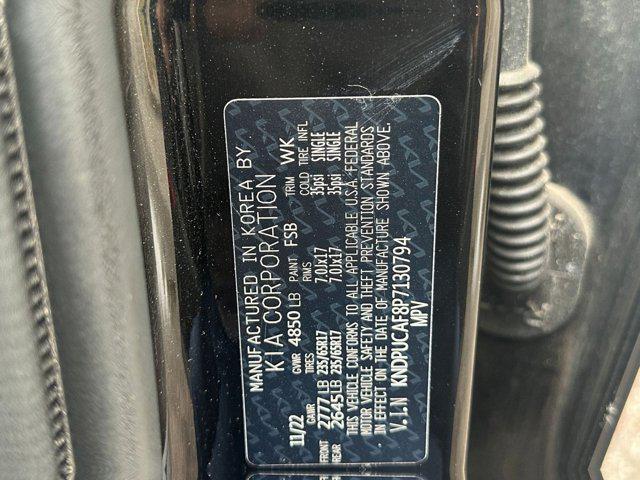 MANUFACTURED IN KOREA BY
KIA CORPORATION
11/22 GVWR 4850 LB PAINT FSB TRIM WK
GAWR TIRES RIMS COLD TIRE INFL
FRONT 2777 LB 235/65R17 7.0JX17 35psi SINGLE
REAR 2645 LB 235/65R17 7.0JX17 35psi SINGLE
THIS VEHICLE CONFORMS TO ALL APPLICABLE U.S.A. FEDERAL
MOTOR VEHICLE SAFETY AND THEFT PREVENTION STANDARDS
IN EFFECT ON THE DATE OF MANUFACTURE SHOWN ABOVE.
V.I.N KNDPUCAF8P7130794
MPV